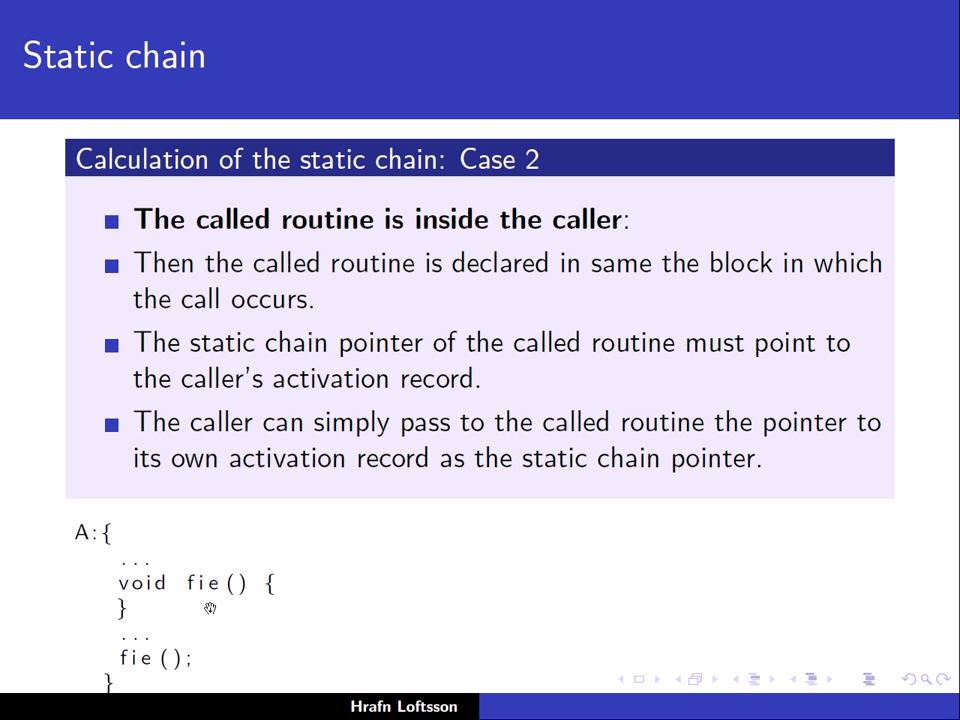 Static chain
Calculation of the static chain: Case 2
The called routine is inside the caller:
Then the called routine is declared in same the block in which
the call occurs.
The static chain pointer of the called routine must point to
the caller's activation record.
The caller can simply pass to the called routine the pointer to
its own activation record as the static chain pointer.
A:{
...
void fie() {
}
...
fie();
}
Hrafn Loftsson